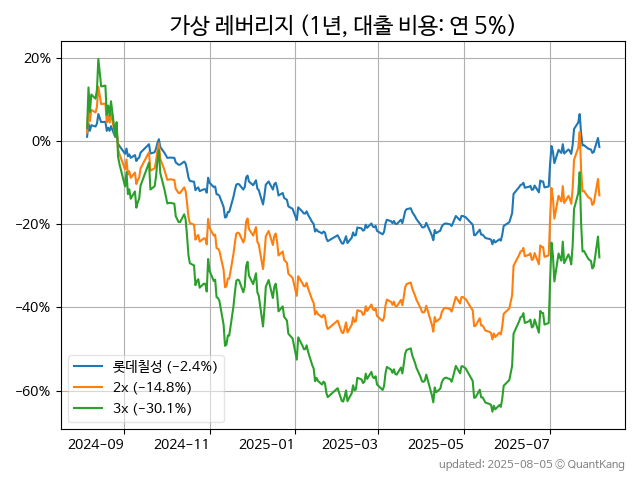 가상 레버리지 (1년, 대출 비용: 연 5%)
20%
0%
−20%
−40%
−60%
롯데칠성 (−2.4%)
2x (−14.8%)
3x (−30.1%)
2024-09 2024-11 2025-01 2025-03 2025-05 2025-07
updated: 2025-08-05 © QuantKang